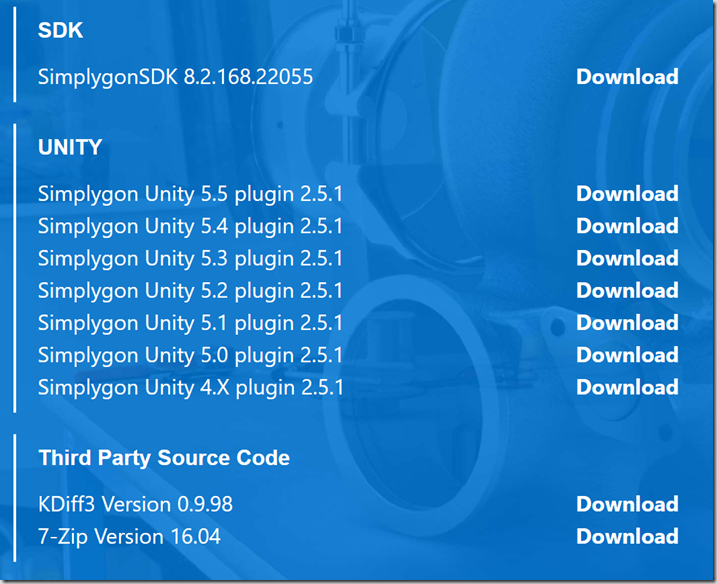 SDK
SimplygonSDK 8.2.168.22055 Download
UNITY
Simplygon Unity 5.5 plugin 2.5.1 Download
Simplygon Unity 5.4 plugin 2.5.1 Download
Simplygon Unity 5.3 plugin 2.5.1 Download
Simplygon Unity 5.2 plugin 2.5.1 Download
Simplygon Unity 5.1 plugin 2.5.1 Download
Simplygon Unity 5.0 plugin 2.5.1 Download
Simplygon Unity 4.X plugin 2.5.1 Download
Third Party Source Code
KDiff3 Version 0.9.98 Download
7-Zip Version 16.04 Download